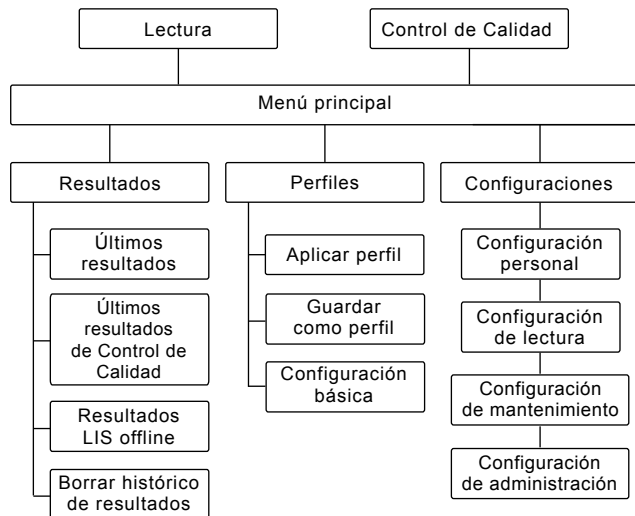 Lectura
Control de Calidad
Menú principal
Resultados
Perfiles
Configuraciones
Últimos
resultados
Últimos
resultados
de Control de
Calidad
Resultados
LIS offline
Borrar histórico
de resultados
Aplicar perfil
Guardar
como perfil
Configuración
básica
Configuración
personal
Configuración
de lectura
Configuración
de mantenimiento
Configuración
de administración